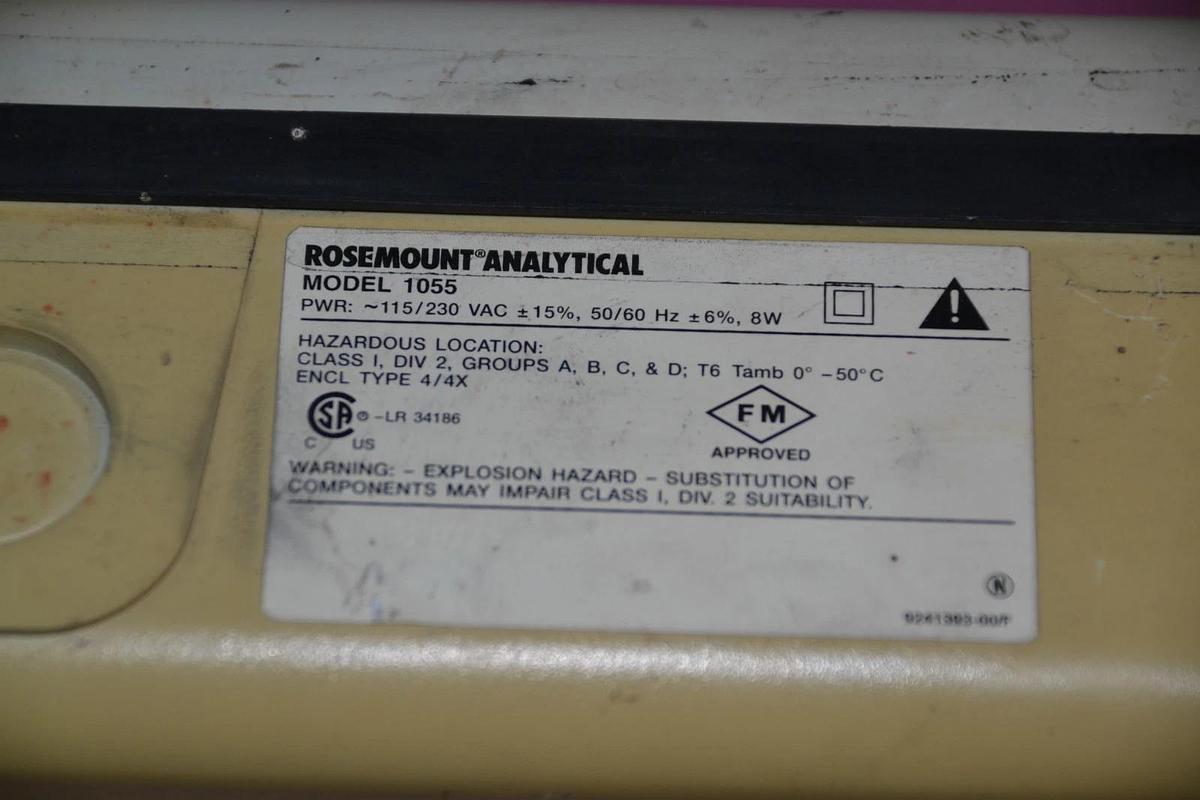 ROSEMOUNT® ANALYTICAL
MODEL 1055
PWR: ~115/230 VAC ±15%, 50/60 Hz ±6%, 8W
!
HAZARDOUS LOCATION:
CLASS I, DIV 2, GROUPS A, B, C, & D; T6 Tamb 0° –50°C
ENCL TYPE 4/4X
SA ® –LR 34186
C US
FM
APPROVED
WARNING: – EXPLOSION HAZARD – SUBSTITUTION OF
COMPONENTS MAY IMPAIR CLASS I, DIV. 2 SUITABILITY.
N